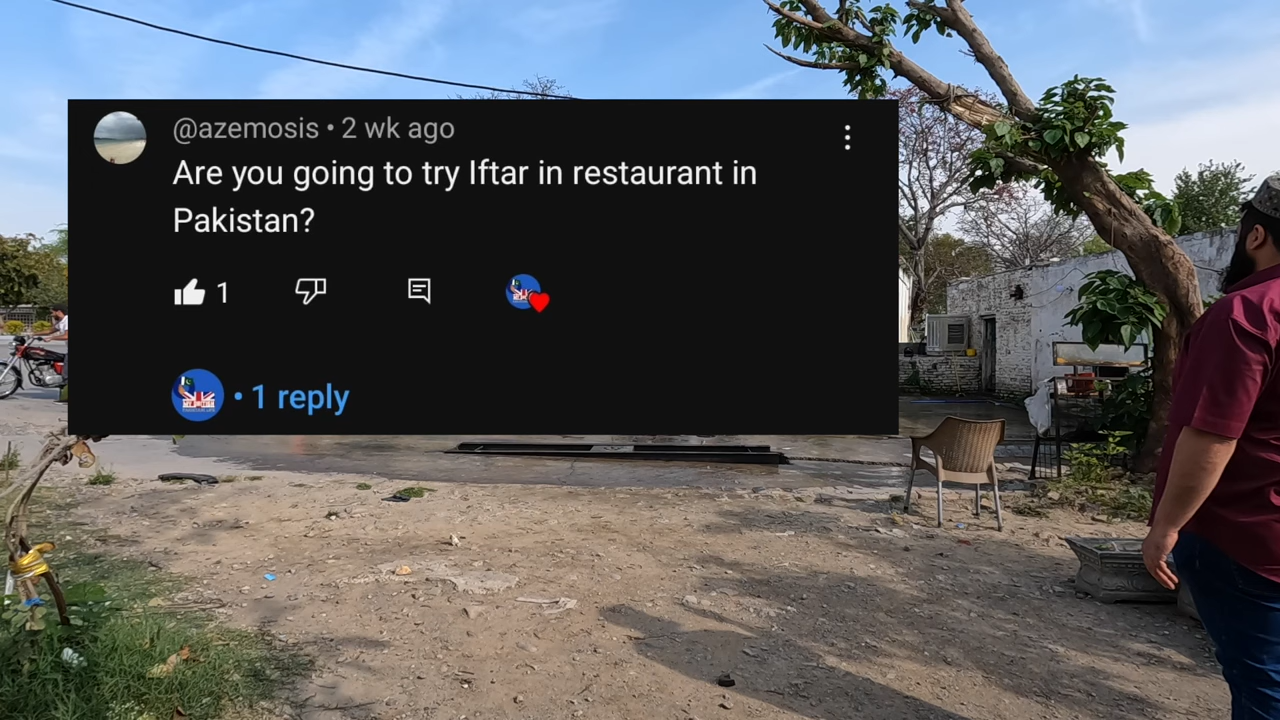 @azemosis • 2 wk ago
Are you going to try Iftar in restaurant in
Pakistan?
1
• 1 reply